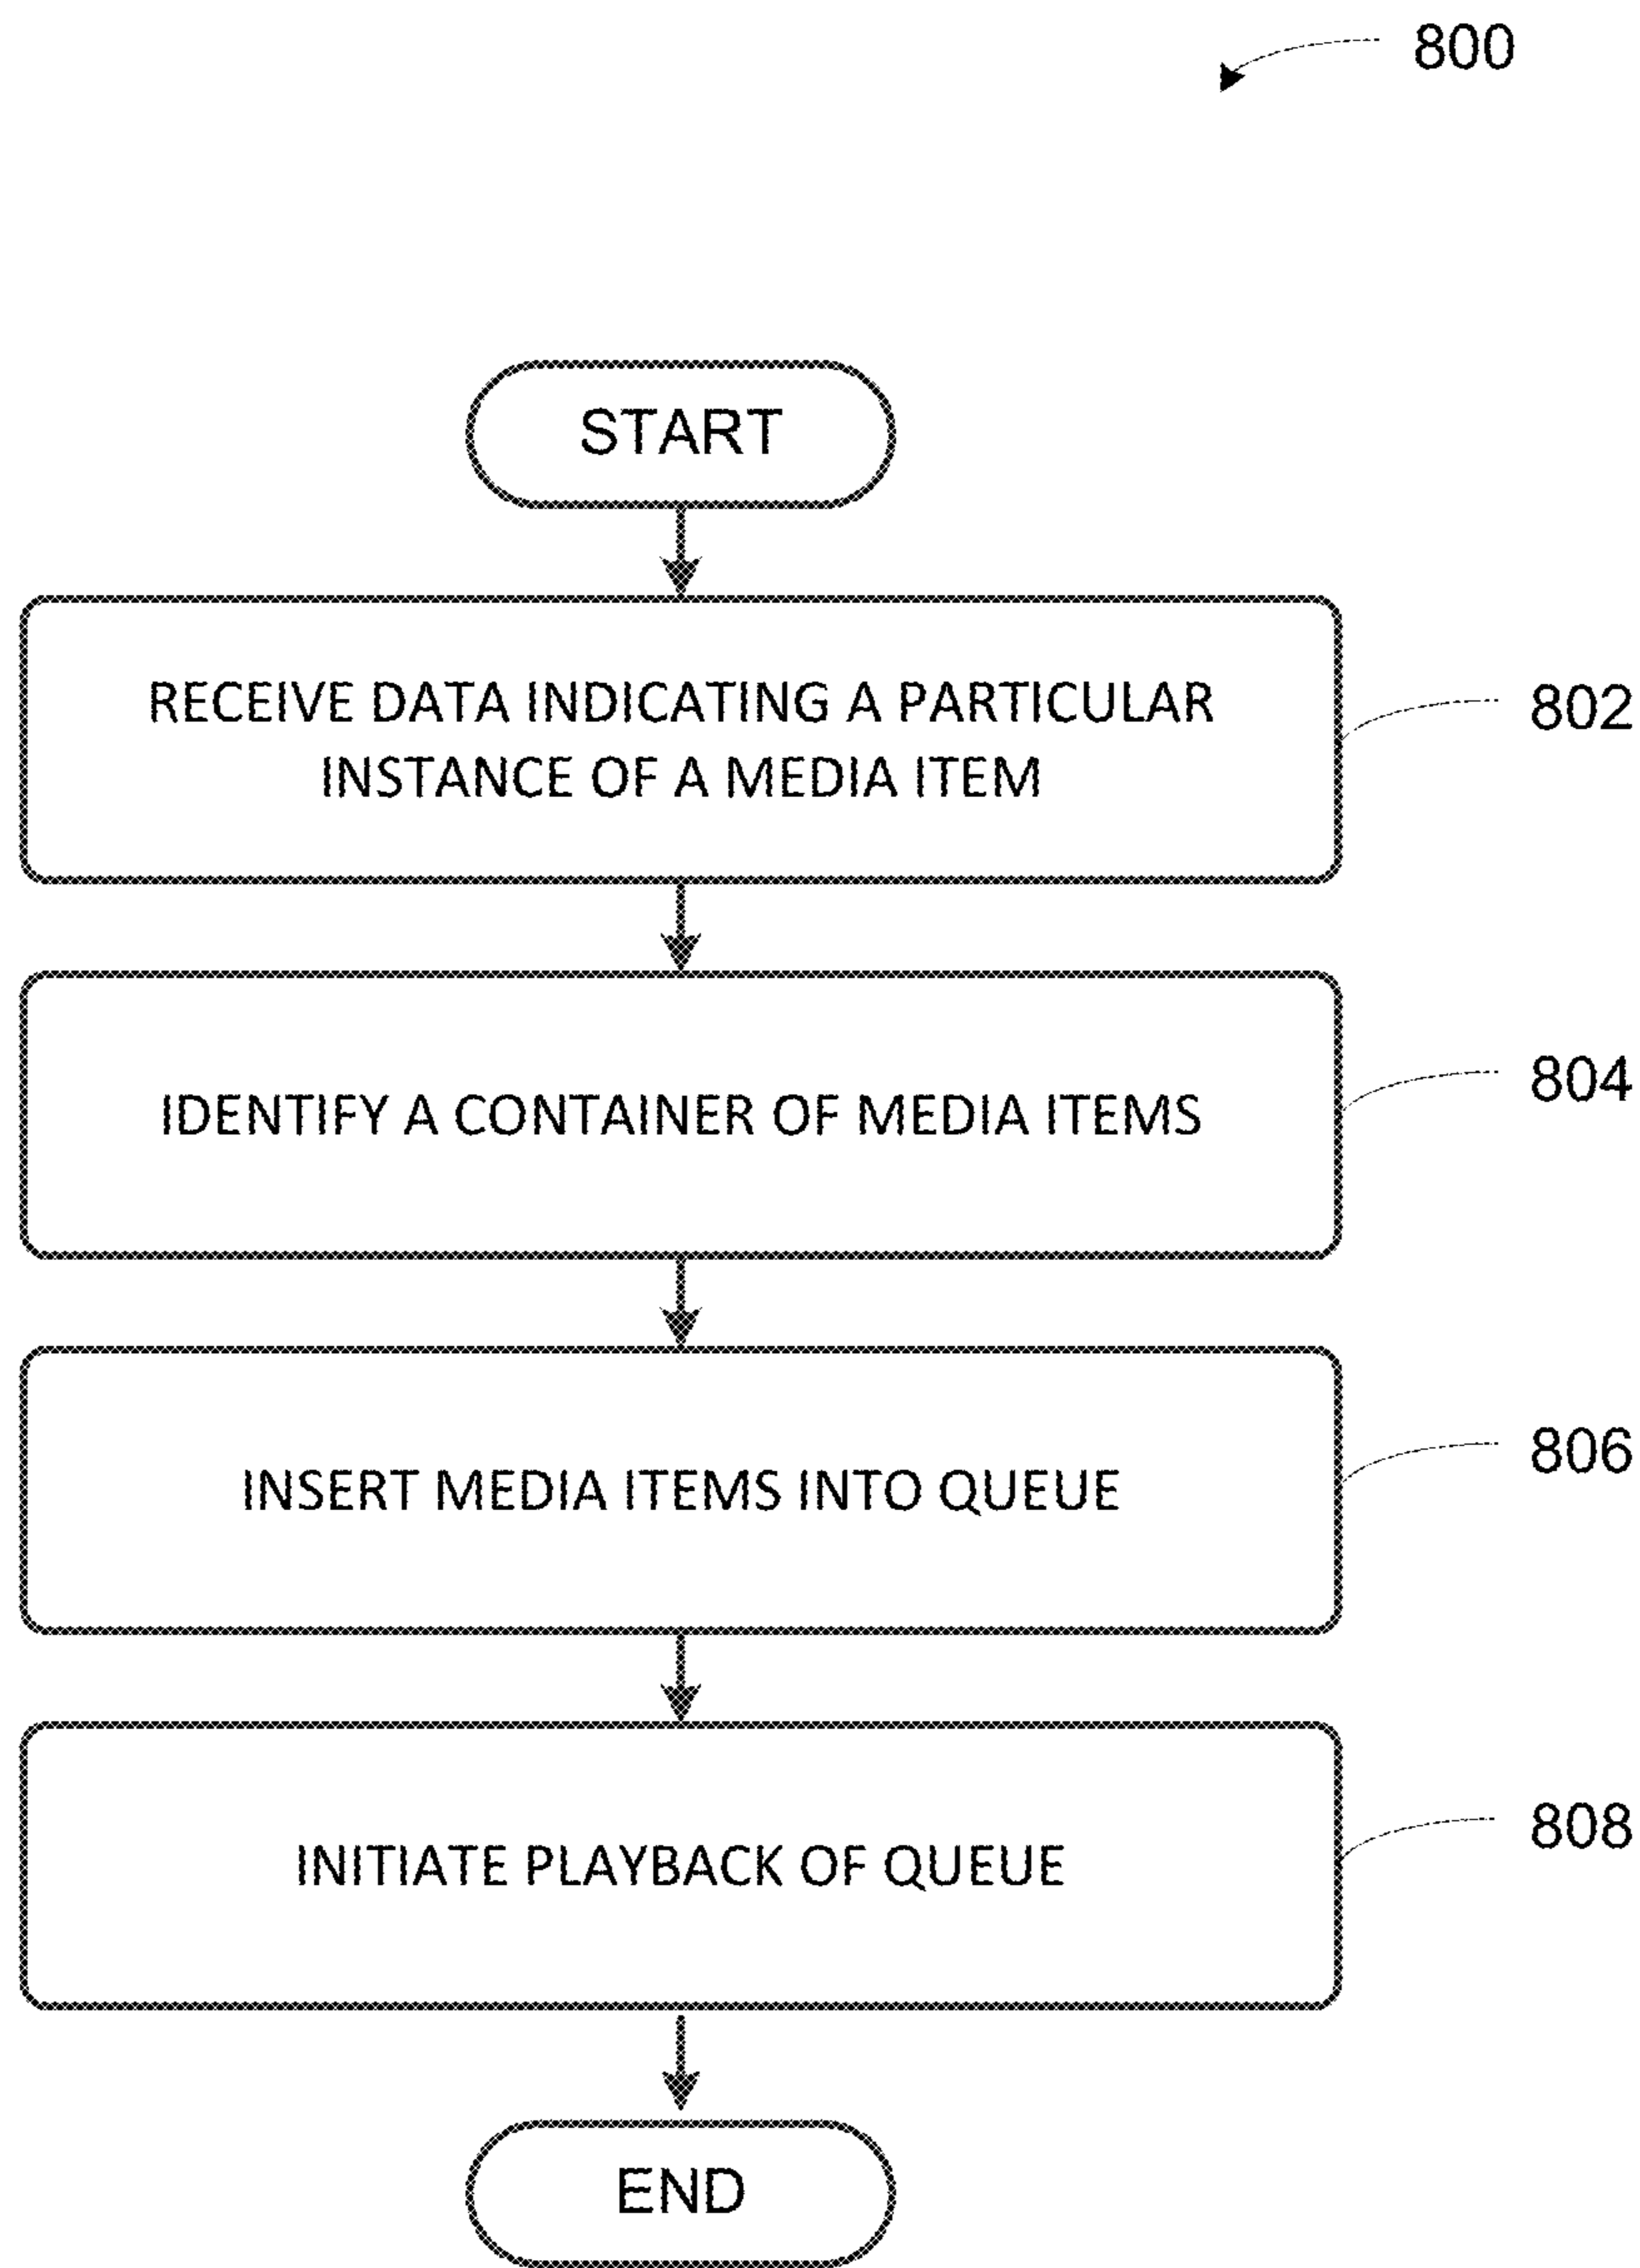 800
START
RECEIVE DATA INDICATING A PARTICULAR
INSTANCE OF A MEDIA ITEM
802
IDENTIFY A CONTAINER OF MEDIA ITEMS
804
INSERT MEDIA ITEMS INTO QUEUE
806
INITIATE PLAYBACK OF QUEUE
808
END